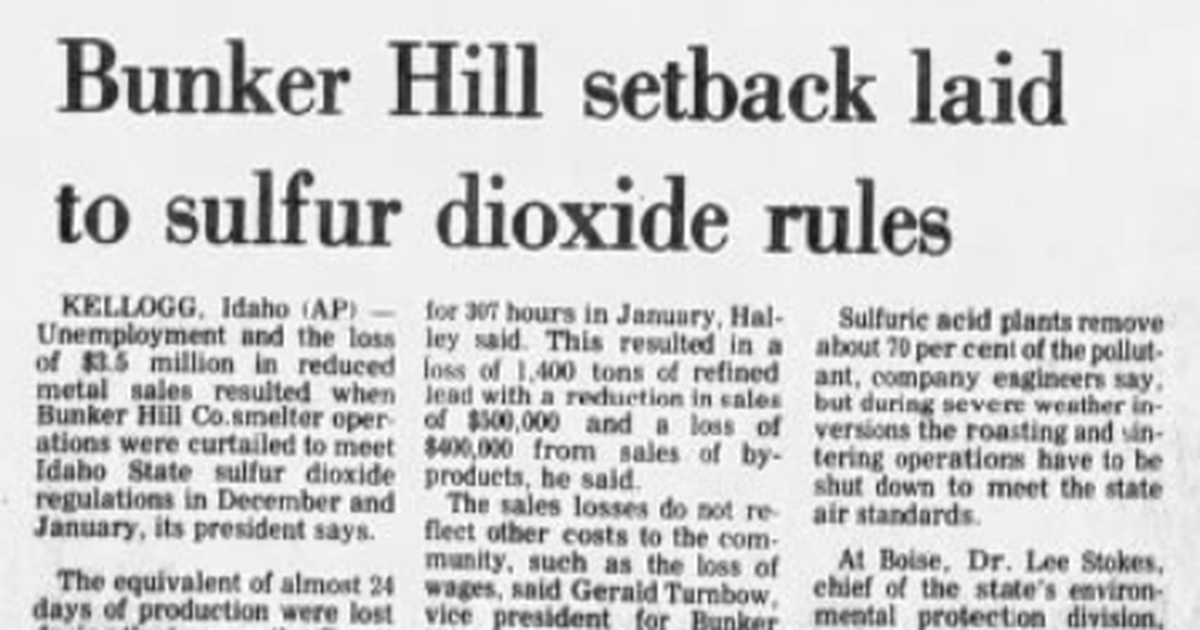 Bunker Hill setback laid
to sulfur dioxide rules
KELLOGG, Idaho (AP) —
Unemployment and the loss
of $3.5 million in reduced
metal sales resulted when
Bunker Hill Co.smelter oper-
ations were curtailed to meet
Idaho State sulfur dioxide
regulations in December and
January, its president says.
The equivalent of almost 24
days of production were lost
for 307 hours in January, Hal-
ley said. This resulted in a
loss of 1,400 tons of refined
lead with a reduction in sales
of $500,000 and a loss of
$400,000 from sales of by-
products, he said.
The sales losses do not re-
flect other costs to the com-
munity, such as the loss of
wages, said Gerald Turnbow,
vice president for Bunker
Sulfuric acid plants remove
about 70 per cent of the pollut-
ant, company engineers say,
but during severe weather in-
versions the roasting and sin-
tering operations have to be
shut down to meet the state
air standards.
At Boise, Dr. Lee Stokes,
chief of the state's environ-
mental protection division,